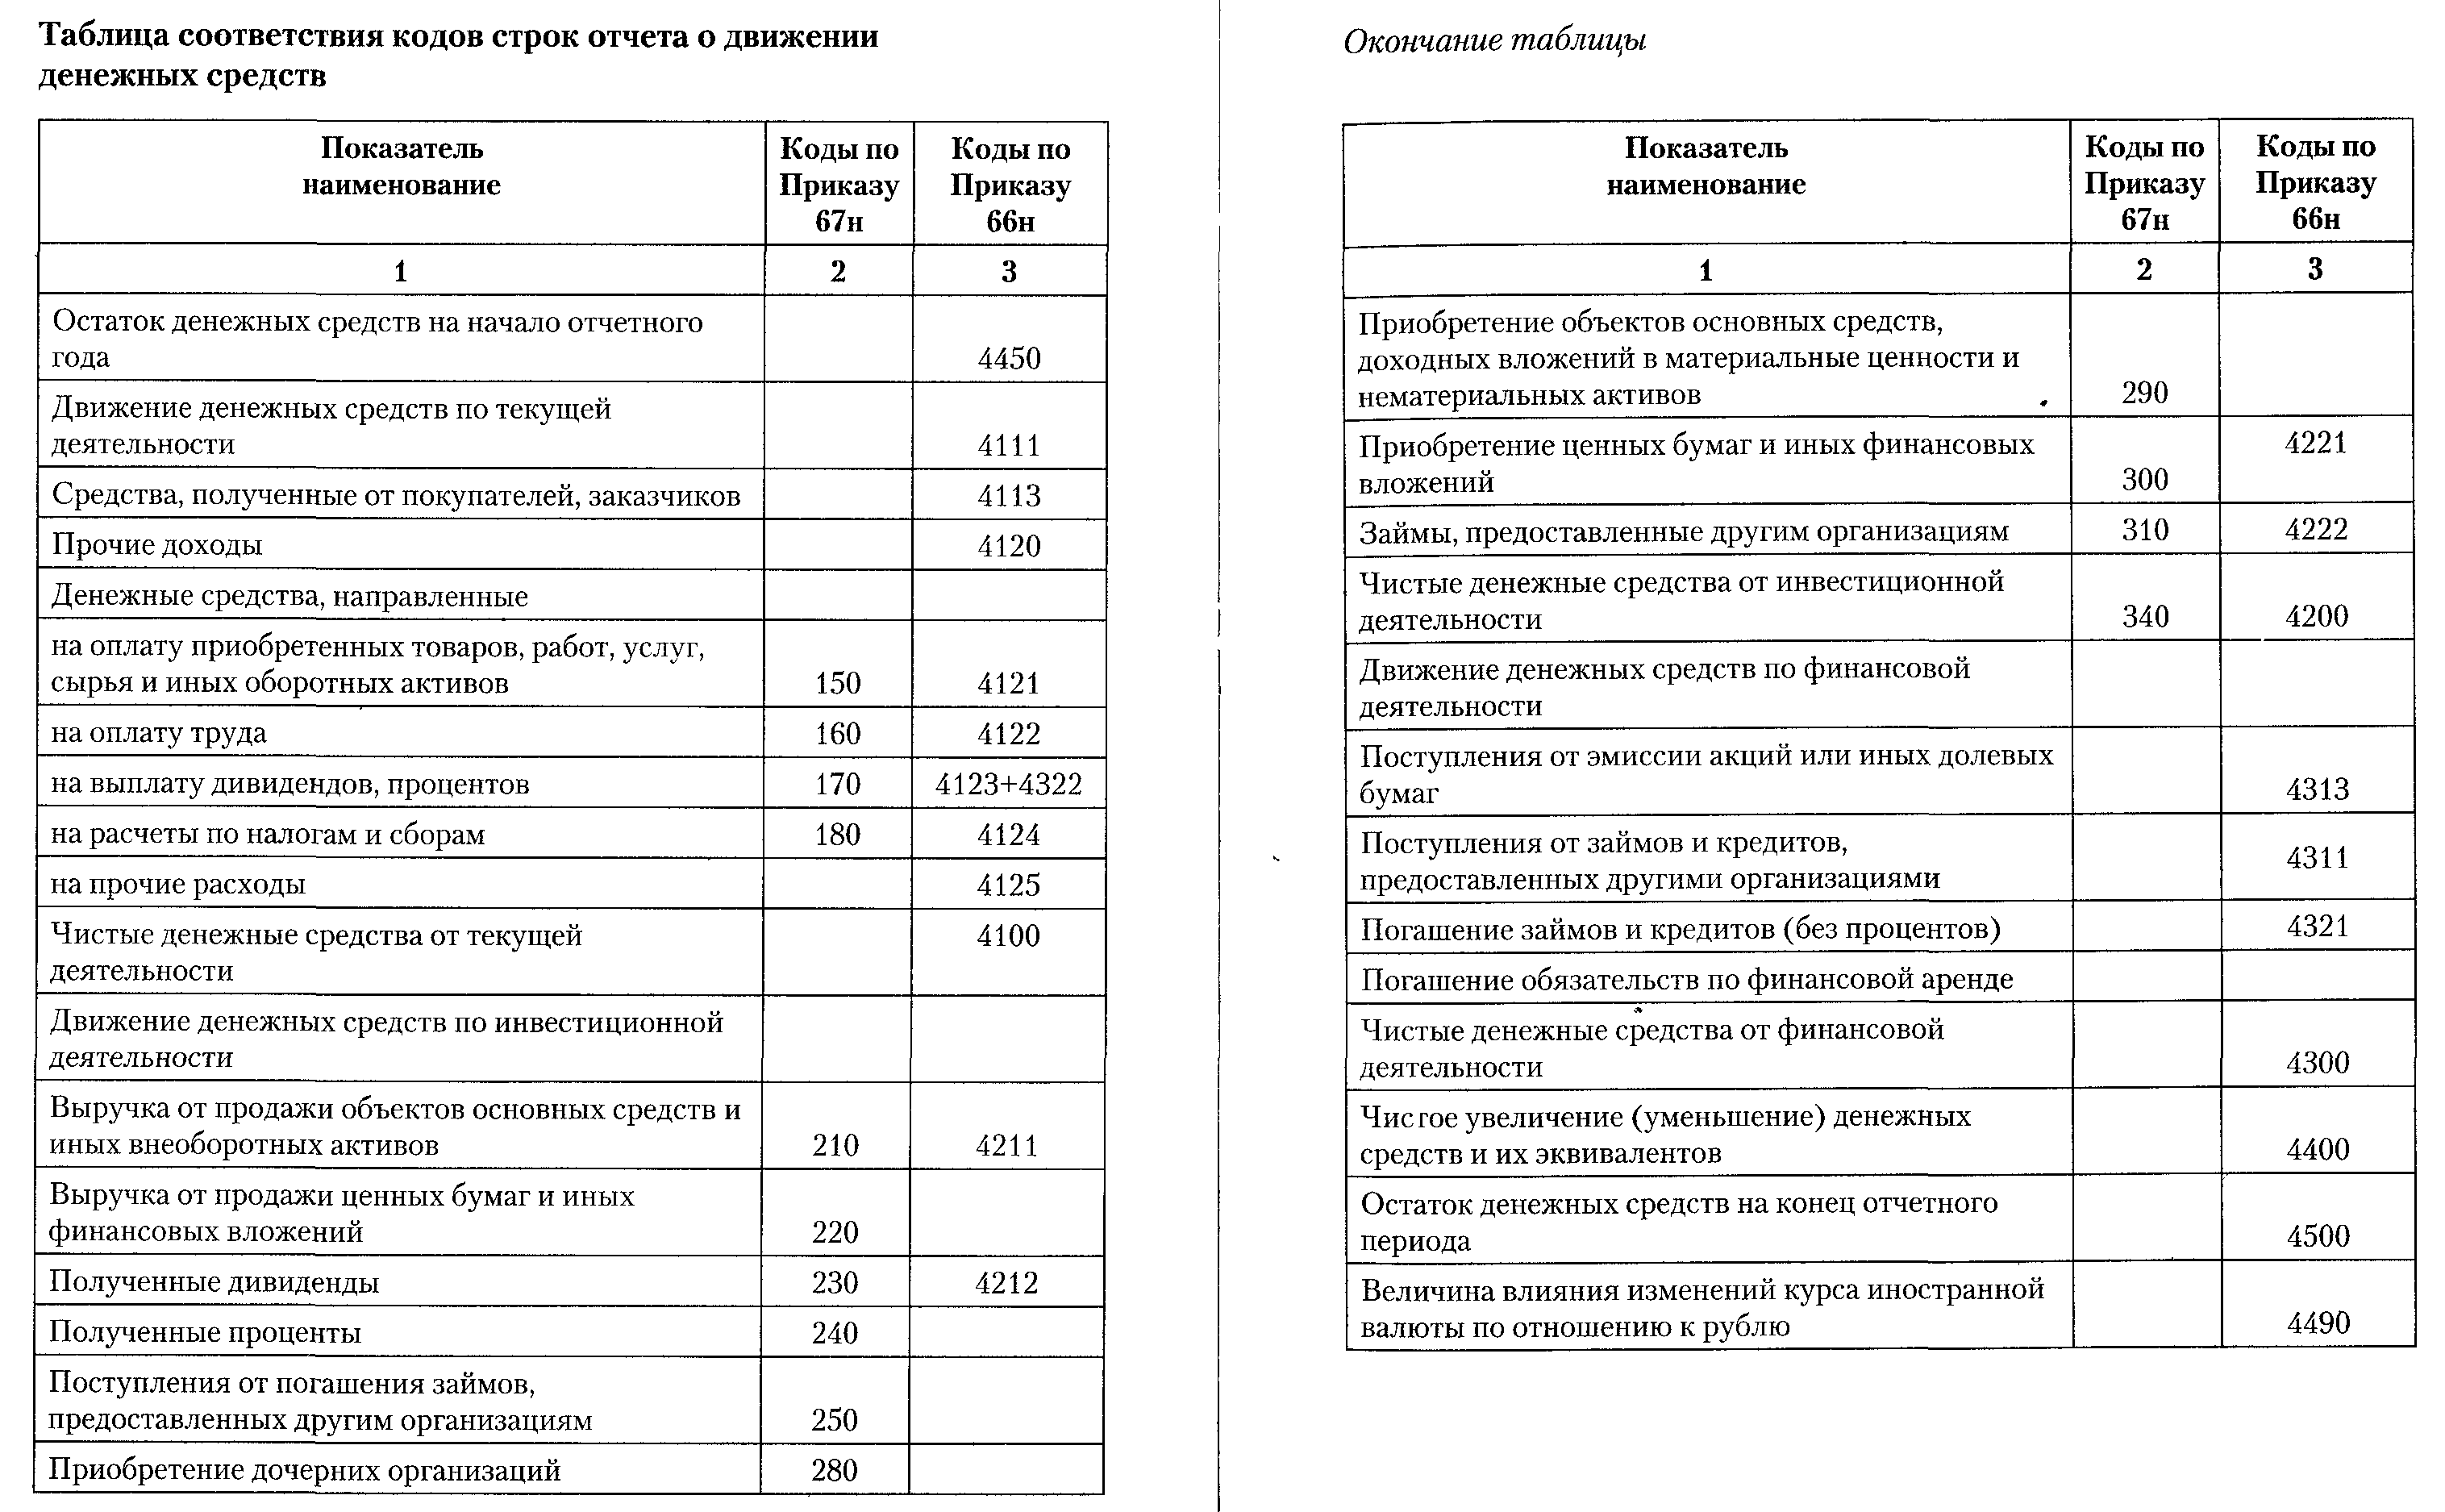 Таблица соответствия кодов строк отчета о движении
денежных средств
Показатель
наименование
Коды по
Приказу
67н
Коды по
Приказу
66н
1
2
3
Остаток денежных средств на начало отчетного
года
4450
Движение денежных средств по текущей
деятельности
4111
Средства, полученные от покупателей, заказчиков
4113
Прочие доходы
4120
Денежные средства, направленные
на оплату приобретенных товаров, работ, услуг,
сырья и иных оборотных активов
150
4121
на оплату труда
160
4122
на выплату дивидендов, процентов
170
4123+4322
на расчеты по налогам и сборам
180
4124
на прочие расходы
4125
Чистые денежные средства от текущей
деятельности
4100
Движение денежных средств по инвестиционной
деятельности
Выручка от продажи объектов основных средств и
иных внеоборотных активов
210
4211
Выручка от продажи ценных бумаг и иных
финансовых вложений
220
Полученные дивиденды
230
4212
Полученные проценты
240
Поступления от погашения займов,
предоставленных другим организациям
250
Приобретение дочерних организаций
280
Окончание таблицы
Показатель
наименование
Коды по
Приказу
67н
Коды по
Приказу
66н
1
2
3
Приобретение объектов основных средств,
доходных вложений в материальные ценности и
нематериальных активов
290
Приобретение ценных бумаг и иных финансовых
вложений
300
4221
Займы, предоставленные другим организациям
310
4222
Чистые денежные средства от инвестиционной
деятельности
340
4200
Движение денежных средств по финансовой
деятельности
Поступления от эмиссии акций или иных долевых
бумаг
4313
Поступления от займов и кредитов,
предоставленных другими организациями
4311
Погашение займов и кредитов (без процентов)
4321
Погашение обязательств по финансовой аренде
Чистые денежные средства от финансовой
деятельности
4300
Чистое увеличение (уменьшение) денежных
средств и их эквивалентов
4400
Остаток денежных средств на конец отчетного
периода
4500
Величина влияния изменений курса иностранной
валюты по отношению к рублю
4490